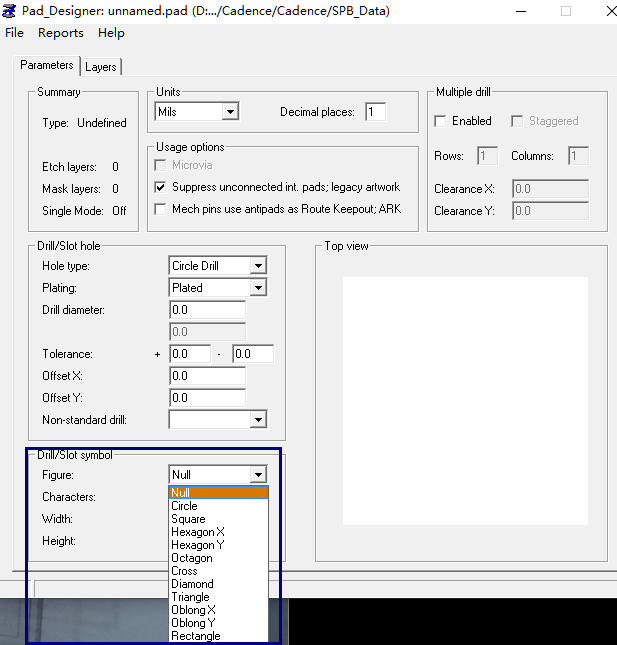 Pad_Designer: unnamed.pad (D:.../Cadence/Cadence/SPB_Data)
File Reports Help
Parameters Layers
Summary
Type: Undefined
Etch layers: 0
Mask layers: 0
Single Mode: Off
Units
Mils Decimal places: 1
Usage options
Microvia
Suppress unconnected int. pads; legacy artwork
Mech pins use antipads as Route Keepout; ARK
Multiple drill
Enabled Staggered
Rows: 1 Columns: 1
Clearance X: 0.0
Clearance Y: 0.0
Drill/Slot hole
Hole type: Circle Drill
Plating: Plated
Drill diameter: 0.0
0.0
Tolerance: + 0.0 - 0.0
Offset X: 0.0
Offset Y: 0.0
Non-standard drill:
Top view
Drill/Slot symbol
Figure: Null
Characters:
Width:
Height:
Null
Circle
Square
Hexagon X
Hexagon Y
Octagon
Cross
Diamond
Triangle
Oblong X
Oblong Y
Rectangle